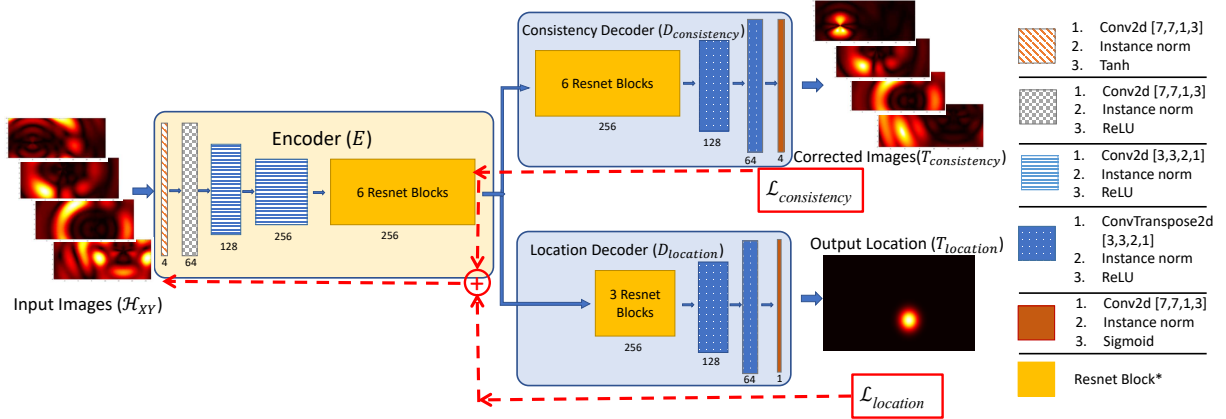 Input Images (ℋ_XY)
Encoder (E)
4
64
128
256
6 Resnet Blocks
256
Consistency Decoder (D_consistency)
6 Resnet Blocks
256
128
64
4
Corrected Images(T_consistency)
ℒ_consistency
+
Location Decoder (D_location)
3 Resnet
Blocks
256
128
64
1
Output Location (T_location)
ℒ_location
1. Conv2d [7,7,1,3]
2. Instance norm
3. Tanh
1. Conv2d [7,7,1,3]
2. Instance norm
3. ReLU
1. Conv2d [3,3,2,1]
2. Instance norm
3. ReLU
1. ConvTranspose2d
[3,3,2,1]
2. Instance norm
3. ReLU
1. Conv2d [7,7,1,3]
2. Instance norm
3. Sigmoid
Resnet Block*